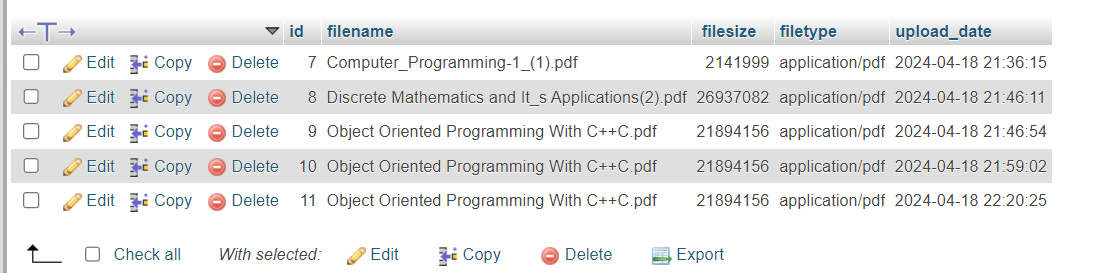 id filename filesize filetype upload_date
Edit Copy Delete 7 Computer_Programming-1_(1).pdf 2141999 application/pdf 2024-04-18 21:36:15
Edit Copy Delete 8 Discrete Mathematics and It_s Applications(2).pdf 26937082 application/pdf 2024-04-18 21:46:11
Edit Copy Delete 9 Object Oriented Programming With C++C.pdf 21894156 application/pdf 2024-04-18 21:46:54
Edit Copy Delete 10 Object Oriented Programming With C++C.pdf 21894156 application/pdf 2024-04-18 21:59:02
Edit Copy Delete 11 Object Oriented Programming With C++C.pdf 21894156 application/pdf 2024-04-18 22:20:25
Check all With selected: Edit Copy Delete Export